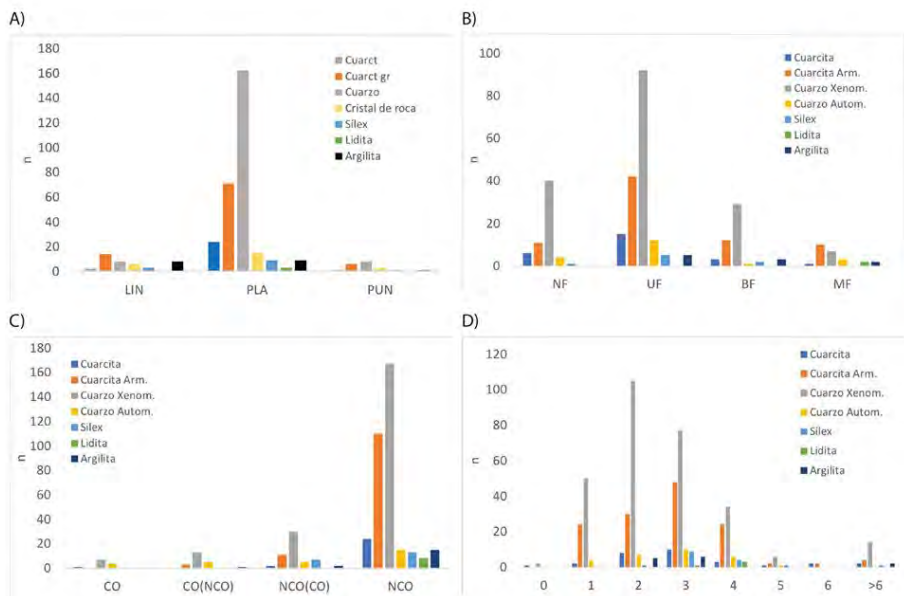 A)
180
160
140
120
100
80
60
40
20
0
n
Cuarct
Cuarct gr
Cuarzo
Cristal de roca
Sílex
Lidita
Argilita
LIN PLA PUN
B)
100
80
60
40
20
0
n
Cuarcita
Cuarcita Arm.
Cuarzo Xenom.
Cuarzo Autom.
Silex
Lidita
Argilita
NF UF BF MF
C)
180
160
140
120
100
80
60
40
20
0
n
Cuarcita
Cuarcita Arm.
Cuarzo Xenom.
Cuarzo Autom.
Silex
Lidita
Argilita
CO CO(NCO) NCO(CO) NCO
D)
120
100
80
60
40
20
0
n
Cuarcita
Cuarcita Arm.
Cuarzo Xenom.
Cuarzo Autom.
Sílex
Lidita
Argilita
0 1 2 3 4 5 6 >6